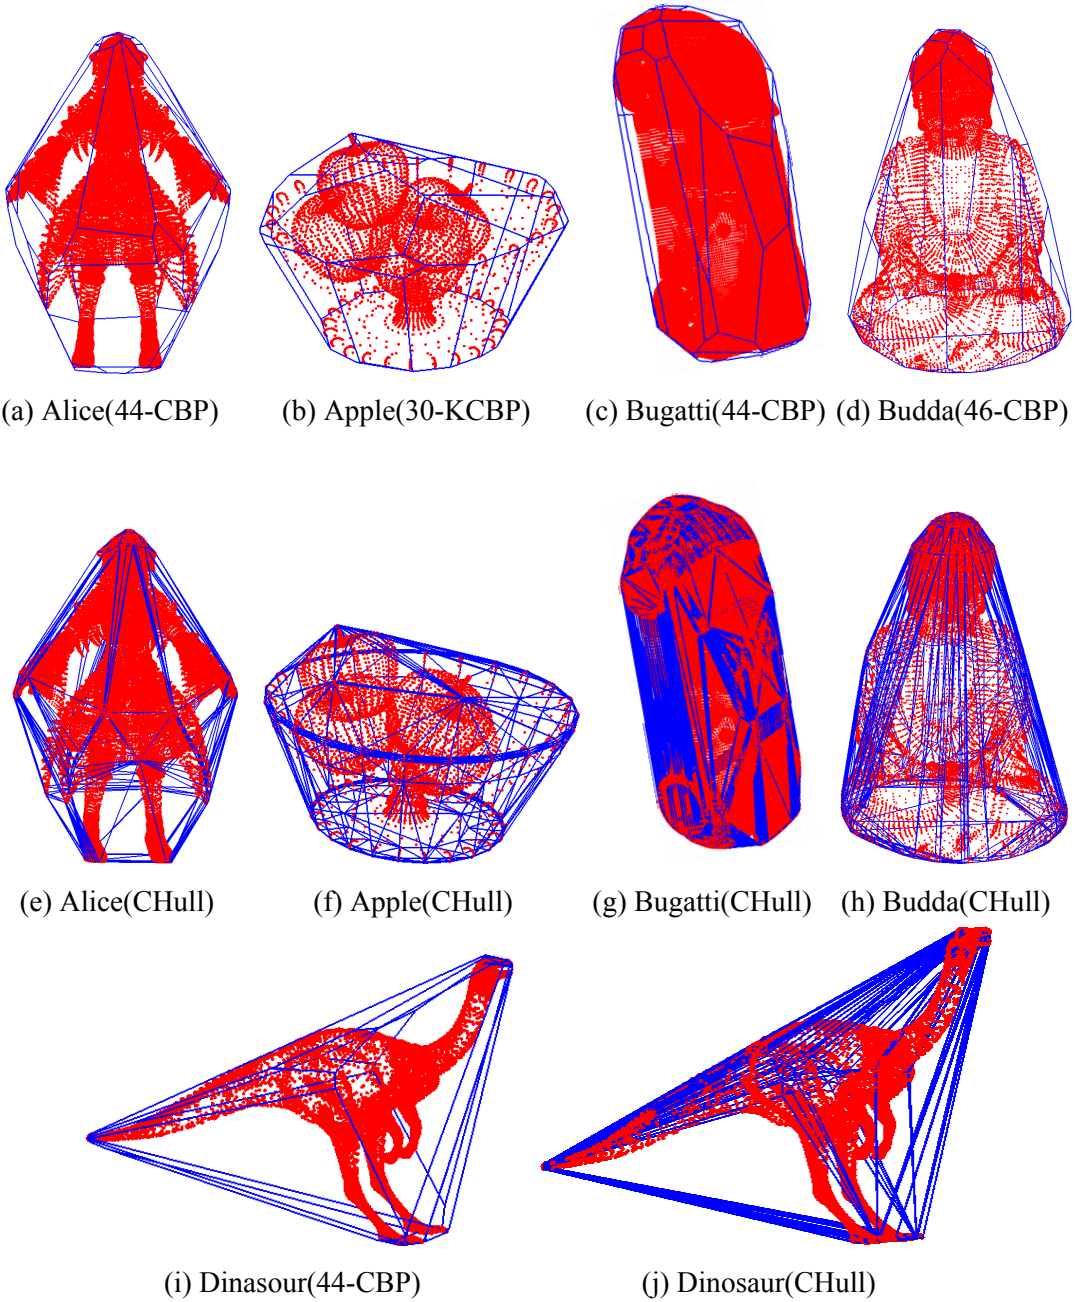 (a) Alice(44-CBP)
(b) Apple(30-KCBP)
(c) Bugatti(44-CBP)
(d) Budda(46-CBP)
(e) Alice(CHull)
(f) Apple(CHull)
(g) Bugatti(CHull)
(h) Budda(CHull)
(i) Dinasour(44-CBP)
(j) Dinosaur(CHull)